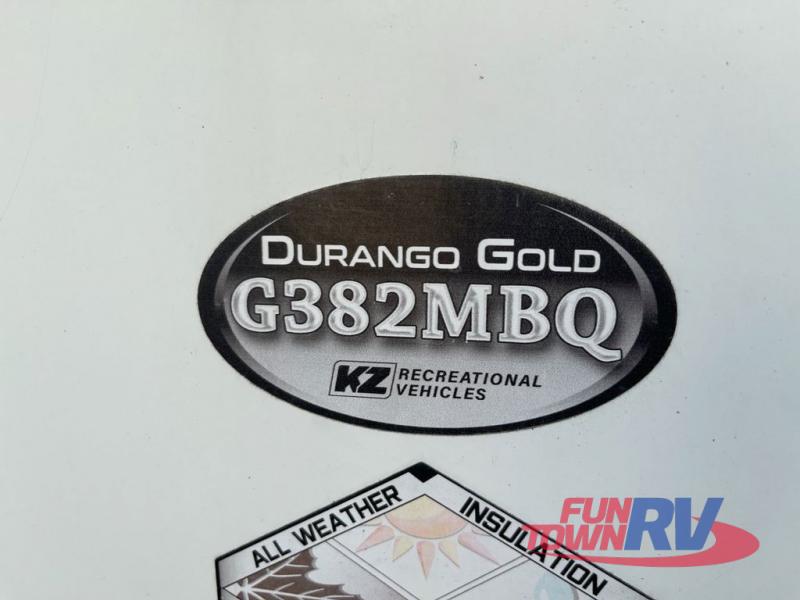 DURANGO GOLD
G382MBQ
KZ RECREATIONAL
VEHICLES
ALL WEATHER
INSULATION
FUN
TOWN RV